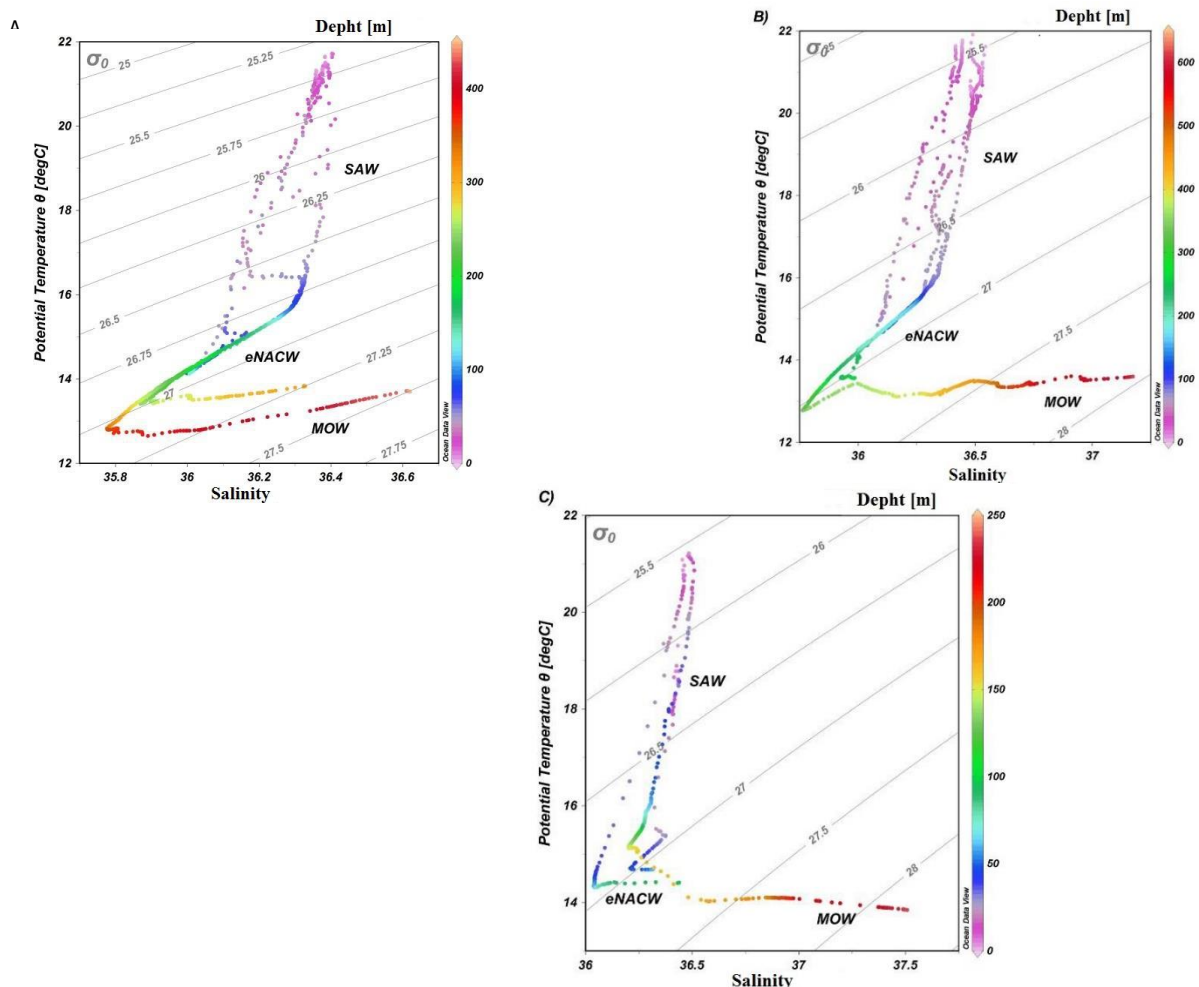 A
Depht [m]
σ0
22
20
18
16
14
12
Potential Temperature θ [degC]
25
25.25
25.5
25.75
26
26.25
26.5
26.75
27
27.25
27.5
27.75
SAW
eNACW
MOW
35.8 36 36.2 36.4 36.6
Salinity
400
300
200
100
0
Ocean Data View
B)
Depht [m]
σ0
22
20
18
16
14
12
Potential Temperature θ [degC]
25
25.5
26
26.5
27
27.5
28
SAW
eNACW
MOW
36 36.5 37
Salinity
600
500
400
300
200
100
0
Ocean Data View
C)
Depht [m]
σ0
22
20
18
16
14
Potential Temperature θ [degC]
25.5
26
26.5
27
27.5
28
SAW
eNACW
MOW
36 36.5 37 37.5
Salinity
250
200
150
100
50
0
Ocean Data View